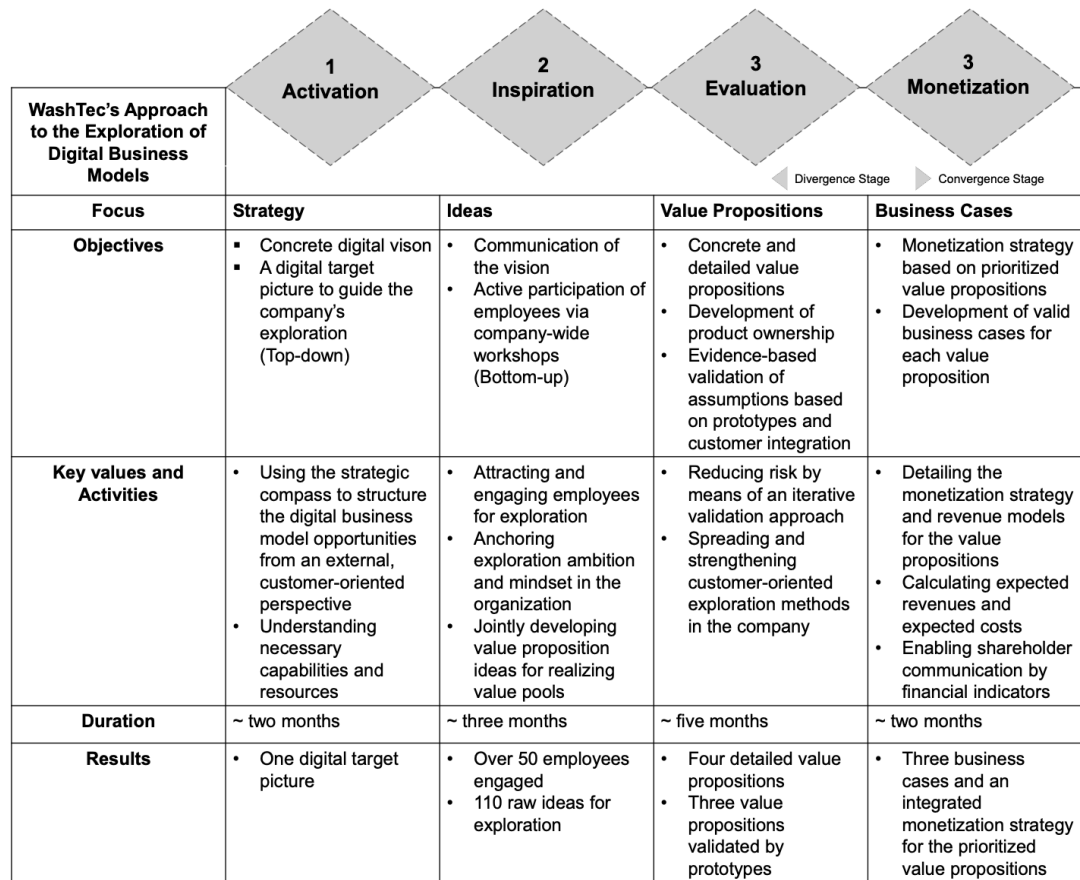 1
Activation
2
Inspiration
3
Evaluation
3
Monetization
WashTec's Approach
to the Exploration of
Digital Business
Models
Divergence Stage
Convergence Stage
Focus
Strategy
Ideas
Value Propositions
Business Cases
Objectives
▪ Concrete digital vison
▪ A digital target
picture to guide the
company's
exploration
(Top-down)
• Communication of
the vision
• Active participation of
employees via
company-wide
workshops
(Bottom-up)
• Concrete and
detailed value
propositions
• Development of
product ownership
• Evidence-based
validation of
assumptions based
on prototypes and
customer integration
• Monetization strategy
based on prioritized
value propositions
• Development of valid
business cases for
each value
proposition
Key values and
Activities
• Using the strategic
compass to structure
the digital business
model opportunities
from an external,
customer-oriented
perspective
• Understanding
necessary
capabilities and
resources
• Attracting and
engaging employees
for exploration
• Anchoring
exploration ambition
and mindset in the
organization
• Jointly developing
value proposition
ideas for realizing
value pools
• Reducing risk by
means of an iterative
validation approach
• Spreading and
strengthening
customer-oriented
exploration methods
in the company
• Detailing the
monetization strategy
and revenue models
for the value
propositions
• Calculating expected
revenues and
expected costs
• Enabling shareholder
communication by
financial indicators
Duration
~ two months
~ three months
~ five months
~ two months
Results
• One digital target
picture
• Over 50 employees
engaged
• 110 raw ideas for
exploration
• Four detailed value
propositions
• Three value
propositions
validated by
prototypes
• Three business
cases and an
integrated
monetization strategy
for the prioritized
value propositions